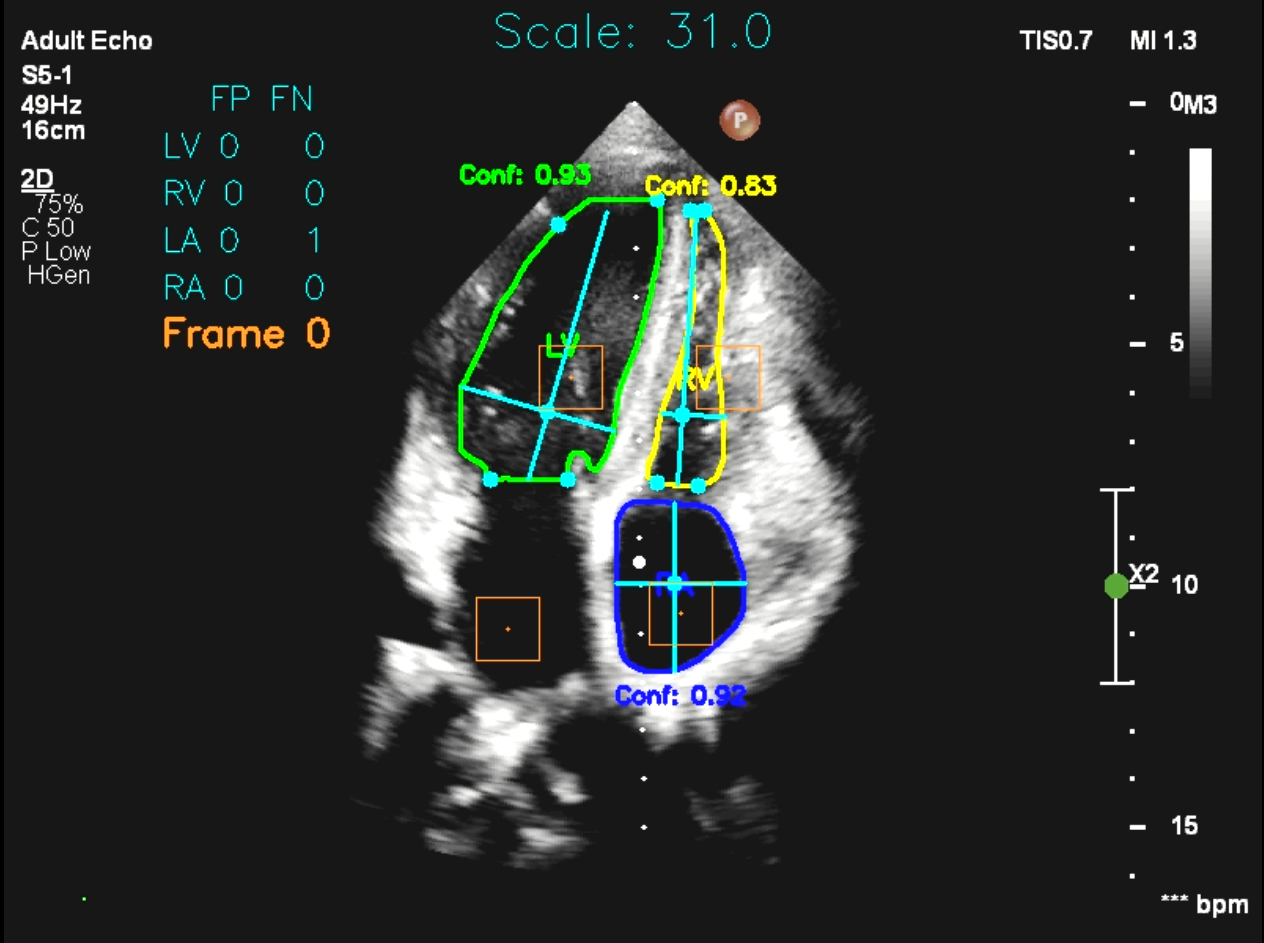 Scale: 31.0
Adult Echo
TIS0.7 MI 1.3
S5-1
49Hz
16cm
FP FN
LV 0 0
RV 0 0
LA 0 1
RA 0 0
Frame 0
2D
75%
C 50
P Low
HGen
P
0M3
Conf: 0.93
Conf: 0.83
LV
RV
5
RA
X2
10
Conf: 0.92
15
*** bpm